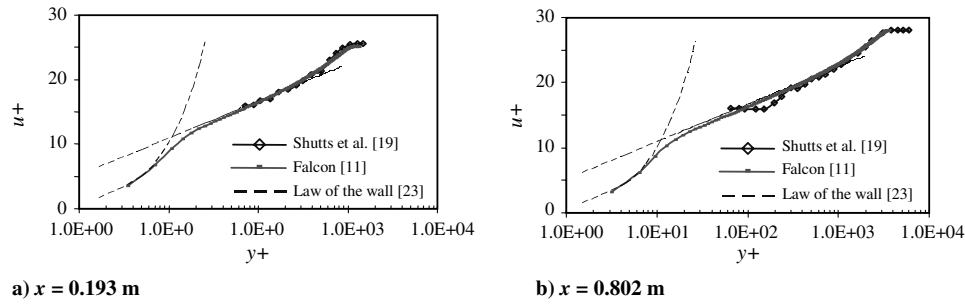 30
20
10
0
u+
Shutts et al. [19]
Falcon [11]
Law of the wall [23]
1.0E+00 1.0E+0 1.0E+0 1.0E+03 1.0E+04
y+
a) x = 0.193 m
30
20
10
0
u+
Shutts et al. [19]
Falcon [11]
Law of the wall [23]
1.0E+00 1.0E+01 1.0E+02 1.0E+03 1.0E+04
y+
b) x = 0.802 m